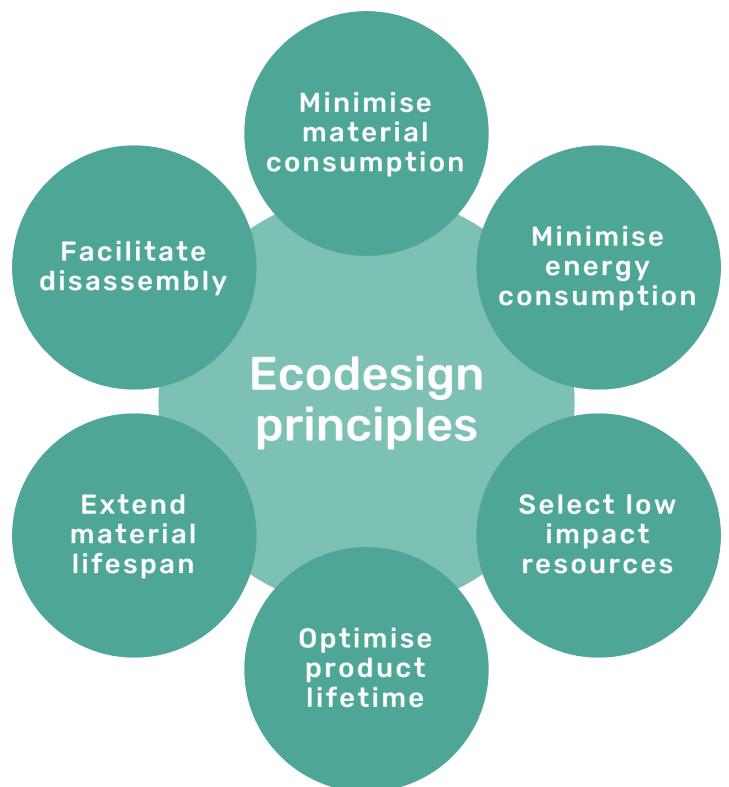 Minimise
material
consumption
Minimise
energy
consumption
Facilitate
disassembly
Ecodesign
principles
Extend
material
lifespan
Select low
impact
resources
Optimise
product
lifetime